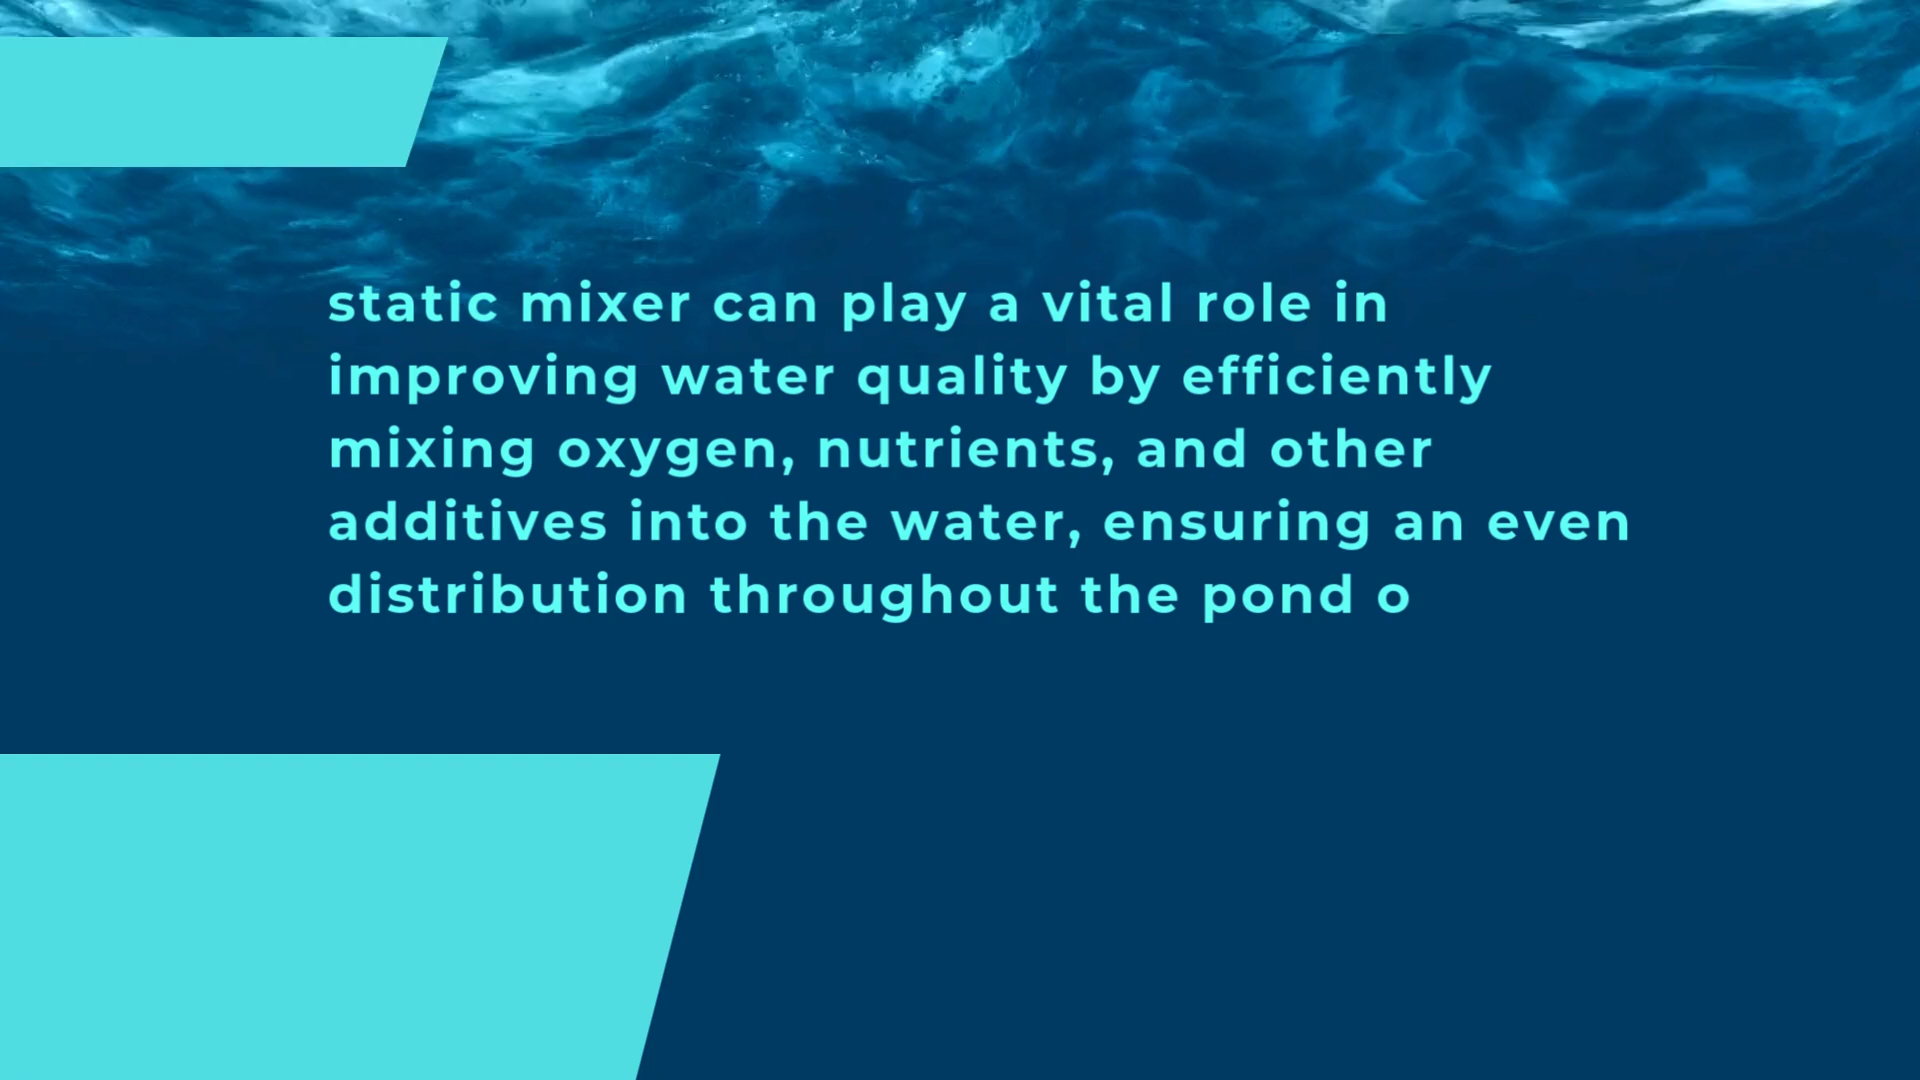 static mixer can play a vital role in
improving water quality by efficiently
mixing oxygen, nutrients, and other
additives into the water, ensuring an even
distribution throughout the pond o